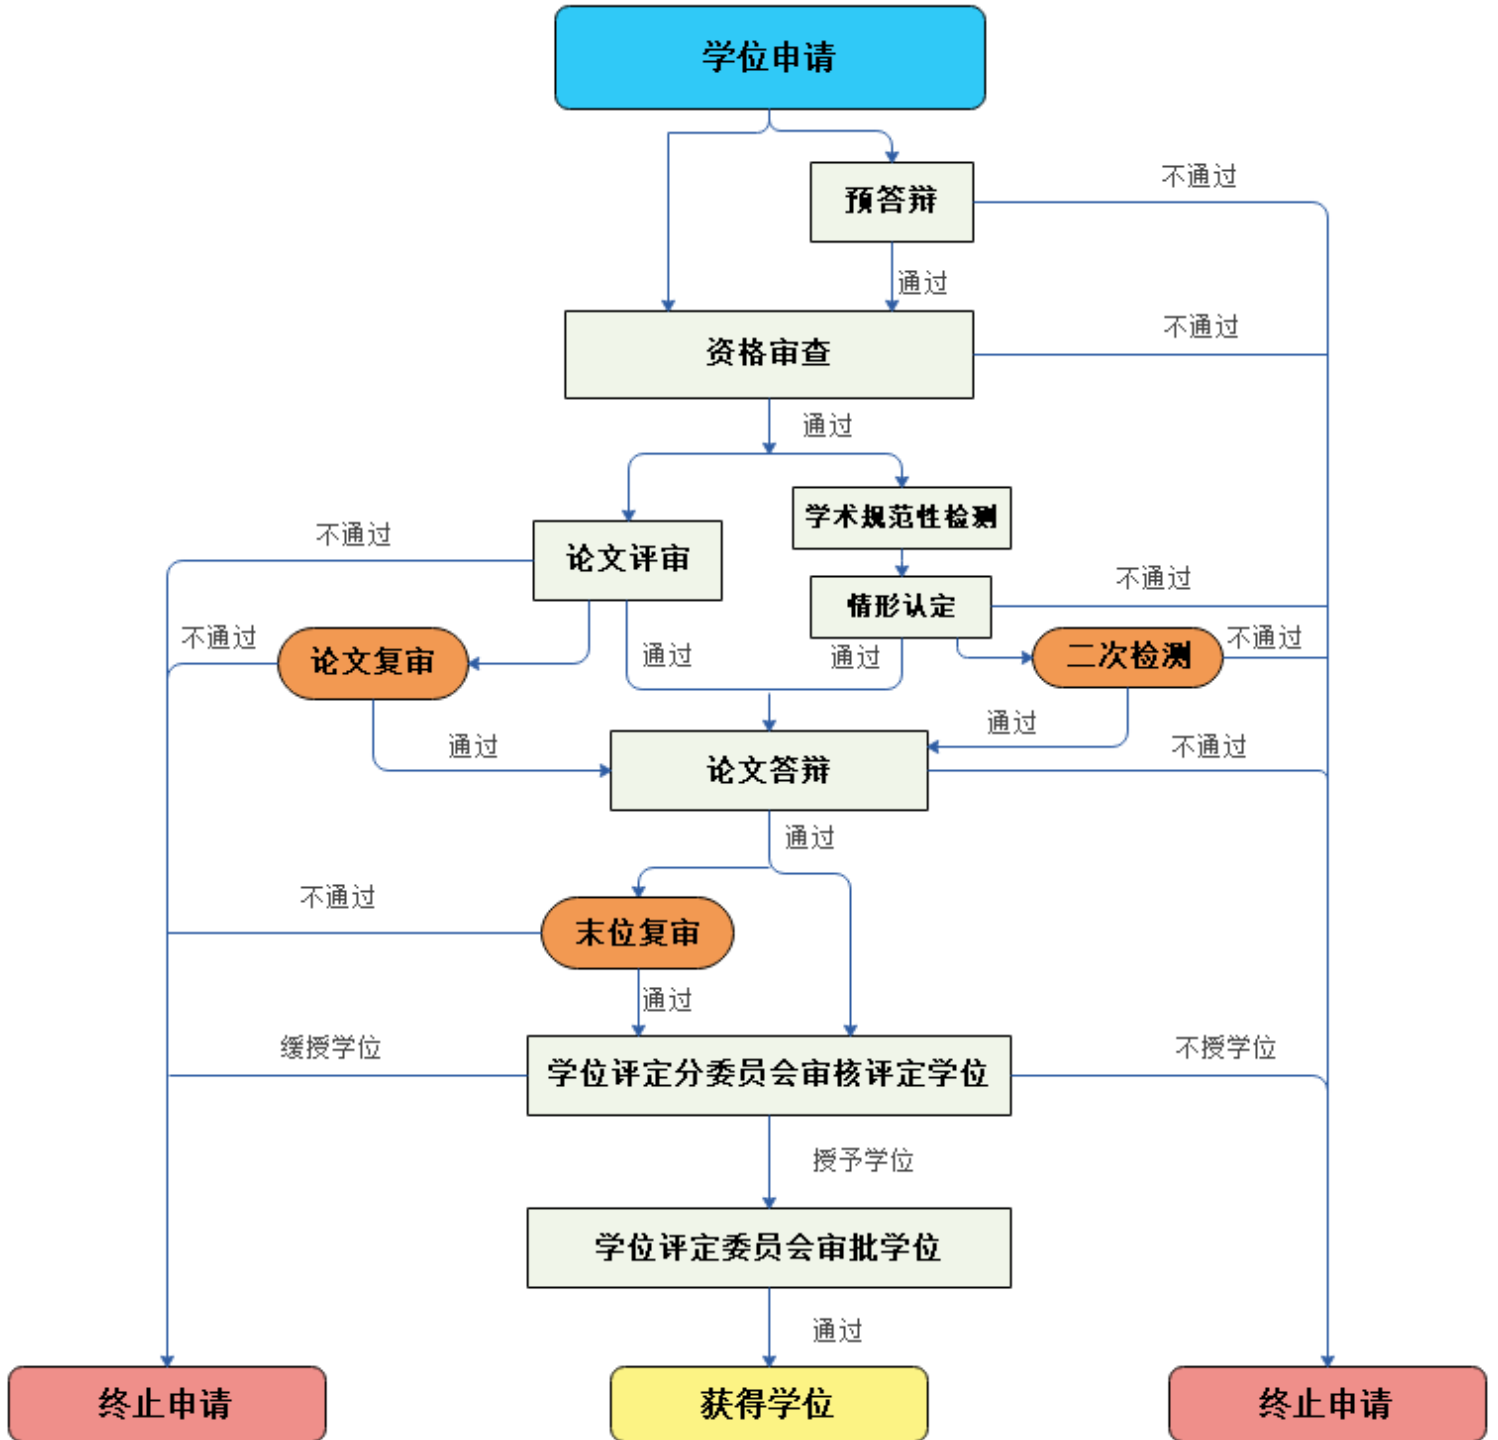 学位申请
预答辩
不通过
通过
资格审查
不通过
通过
学术规范性检测
不通过
论文评审
情形认定
不通过
不通过
论文复审
通过
通过
二次检测
不通过
通过
通过
论文答辩
不通过
通过
不通过
末位复审
通过
缓授学位
学位评定分委员会审核评定学位
不授学位
授予学位
学位评定委员会审批学位
通过
终止申请
获得学位
终止申请